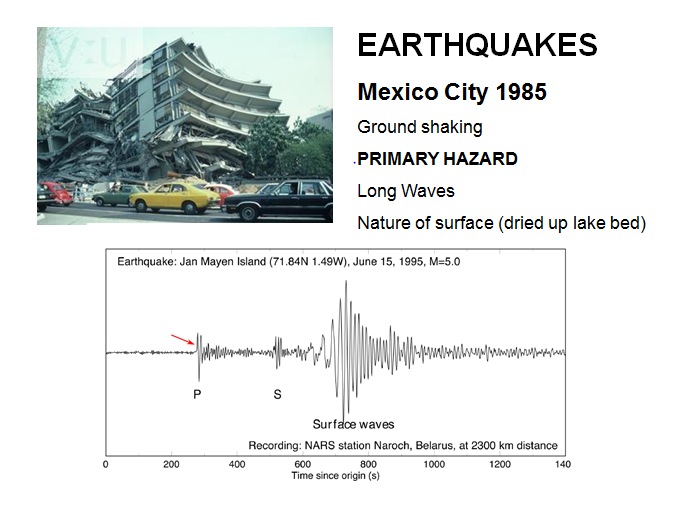 EARTHQUAKES
Mexico City 1985
Ground shaking
PRIMARY HAZARD
Long Waves
Nature of surface (dried up lake bed)
Earthquake: Jan Mayen Island (71.84N 1.49W), June 15, 1995, M=5.0
P
S
Surface waves
Recording: NARS station Naroch, Belarus, at 2300 km distance
0 200 400 600 800 1000 1200 140
Time since origin (s)